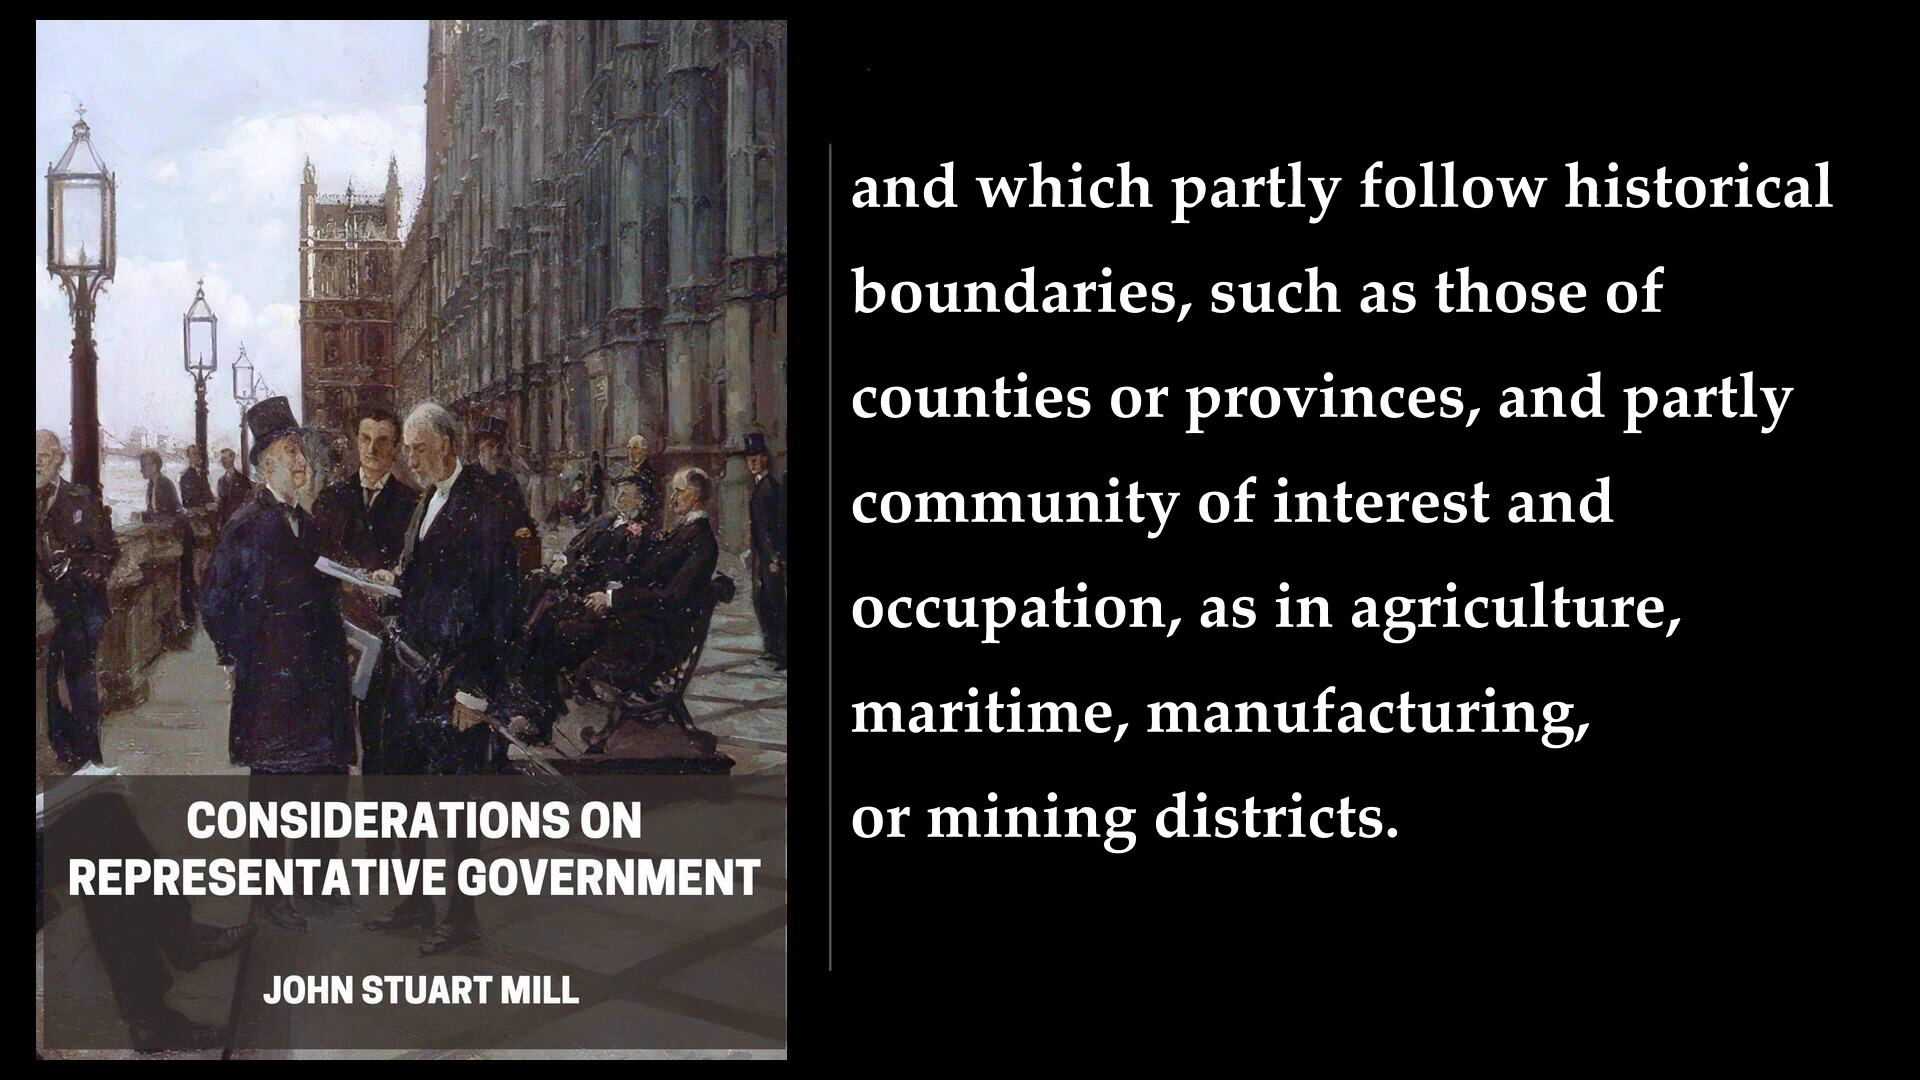 CONSIDERATIONS ON
REPRESENTATIVE GOVERNMENT
JOHN STUART MILL
and which partly follow historical
boundaries, such as those of
counties or provinces, and partly
community of interest and
occupation, as in agriculture,
maritime, manufacturing,
or mining districts.